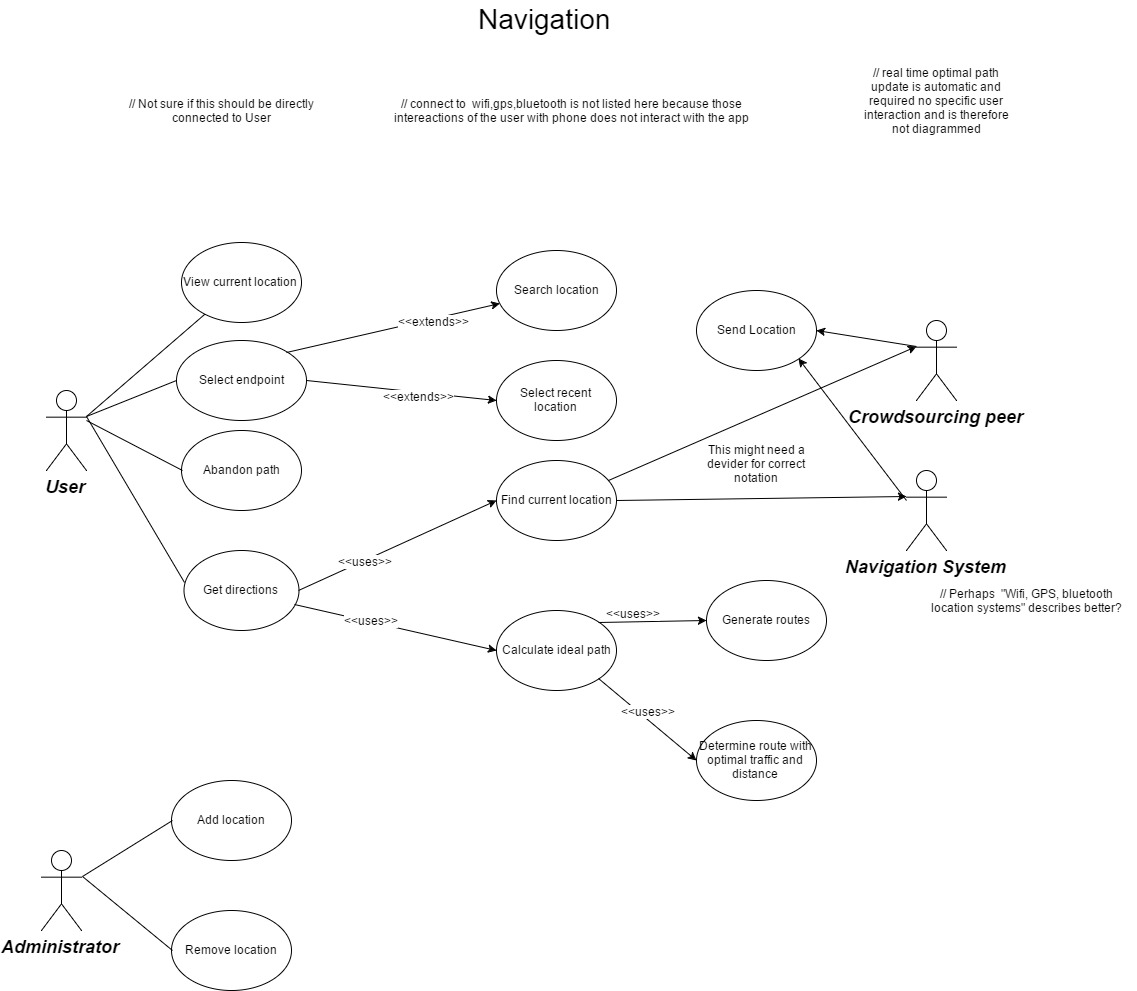 Navigation
// Not sure if this should be directly
connected to User
// connect to  wifi,gps,bluetooth is not listed here because those
intereactions of the user with phone does not interact with the app
// real time optimal path
update is automatic and
required no specific user
interaction and is therefore
not diagrammed
View current location
Search location
<<extends>>
Send Location
Select endpoint
Select recent
location
<<extends>>
Crowdsourcing peer
Abandon path
This might need a
devider for correct
notation
User
Find current location
<<uses>>
Navigation System
// Perhaps  "Wifi, GPS, bluetooth
location systems" describes better?
Get directions
<<uses>>
<<uses>>
Generate routes
Calculate ideal path
<<uses>>
Determine route with
optimal traffic and
distance
Add location
Administrator
Remove location